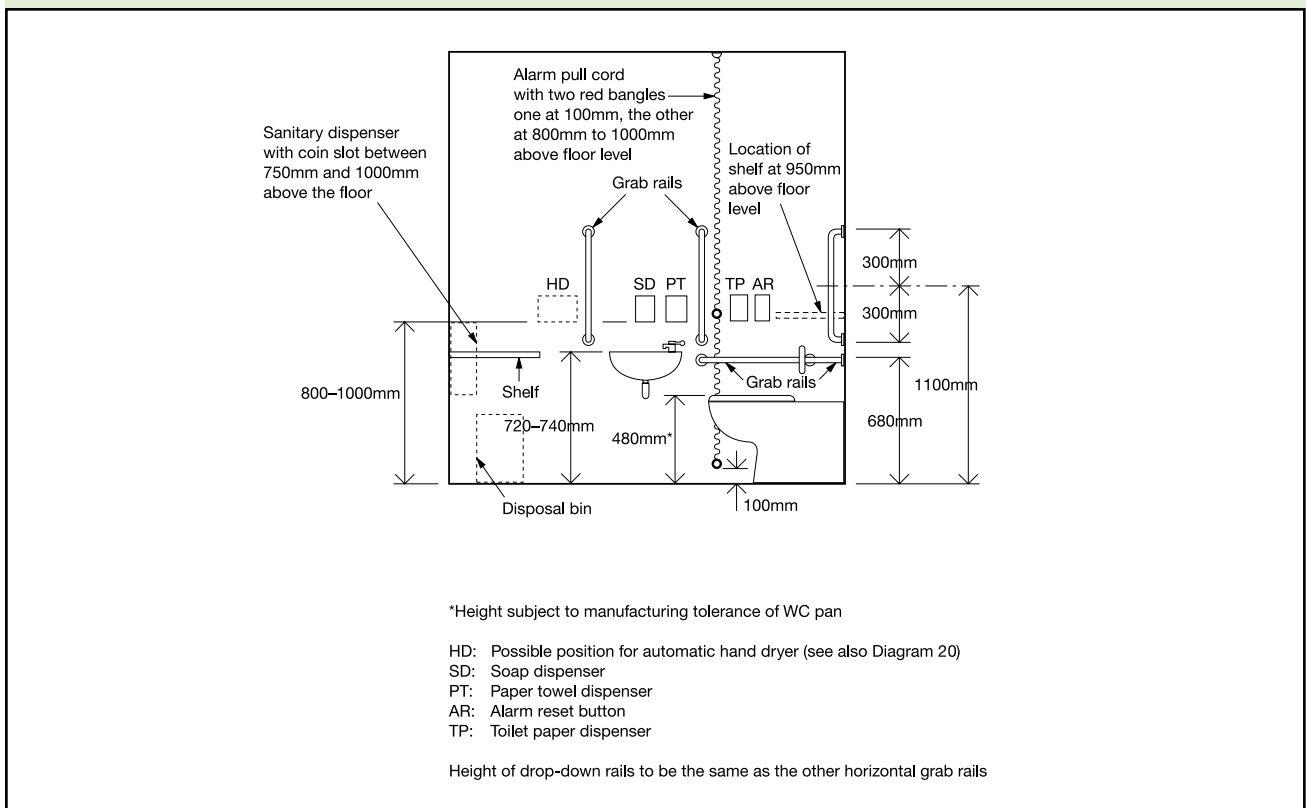 Alarm pull cord
with two red bangles
one at 100mm, the other
at 800mm to 1000mm
above floor level
Sanitary dispenser
with coin slot between
750mm and 1000mm
above the floor
Location of
shelf at 950mm
above floor
level
Grab rails
300mm
HD
SD
PT
TP
AR
300mm
800–1000mm
Shelf
Grab rails
1100mm
720–740mm
480mm*
680mm
100mm
Disposal bin
*Height subject to manufacturing tolerance of WC pan
HD: Possible position for automatic hand dryer (see also Diagram 20)
SD: Soap dispenser
PT: Paper towel dispenser
AR: Alarm reset button
TP: Toilet paper dispenser
Height of drop-down rails to be the same as the other horizontal grab rails